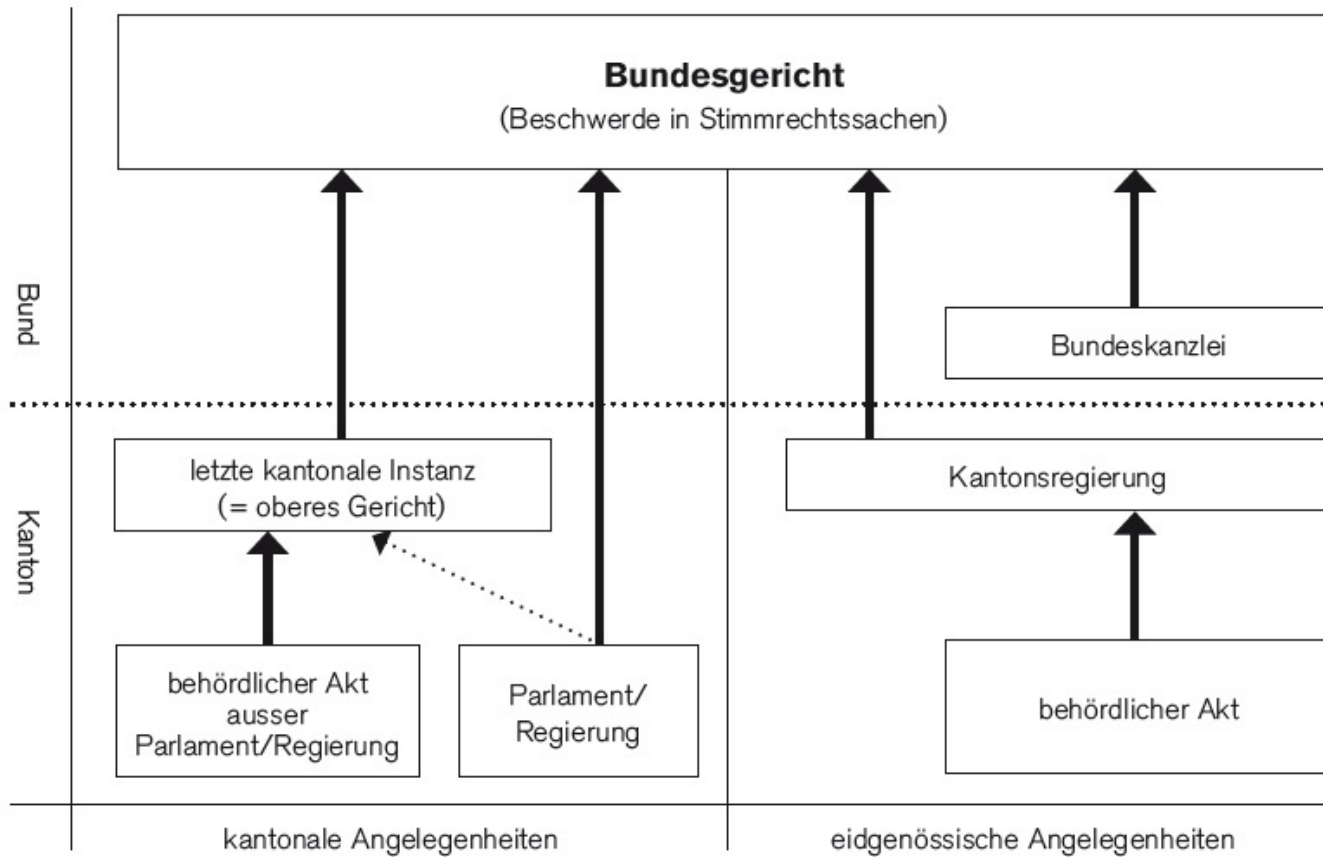 Bundesgericht
(Beschwerde in Stimmrechtssachen)
Bund
Bundeskanzlei
Kanton
letzte kantonale Instanz
(= oberes Gericht)
Kantonsregierung
behördlicher Akt
ausser
Parlament/Regierung
Parlament/
Regierung
behördlicher Akt
kantonale Angelegenheiten
eidgenössische Angelegenheiten